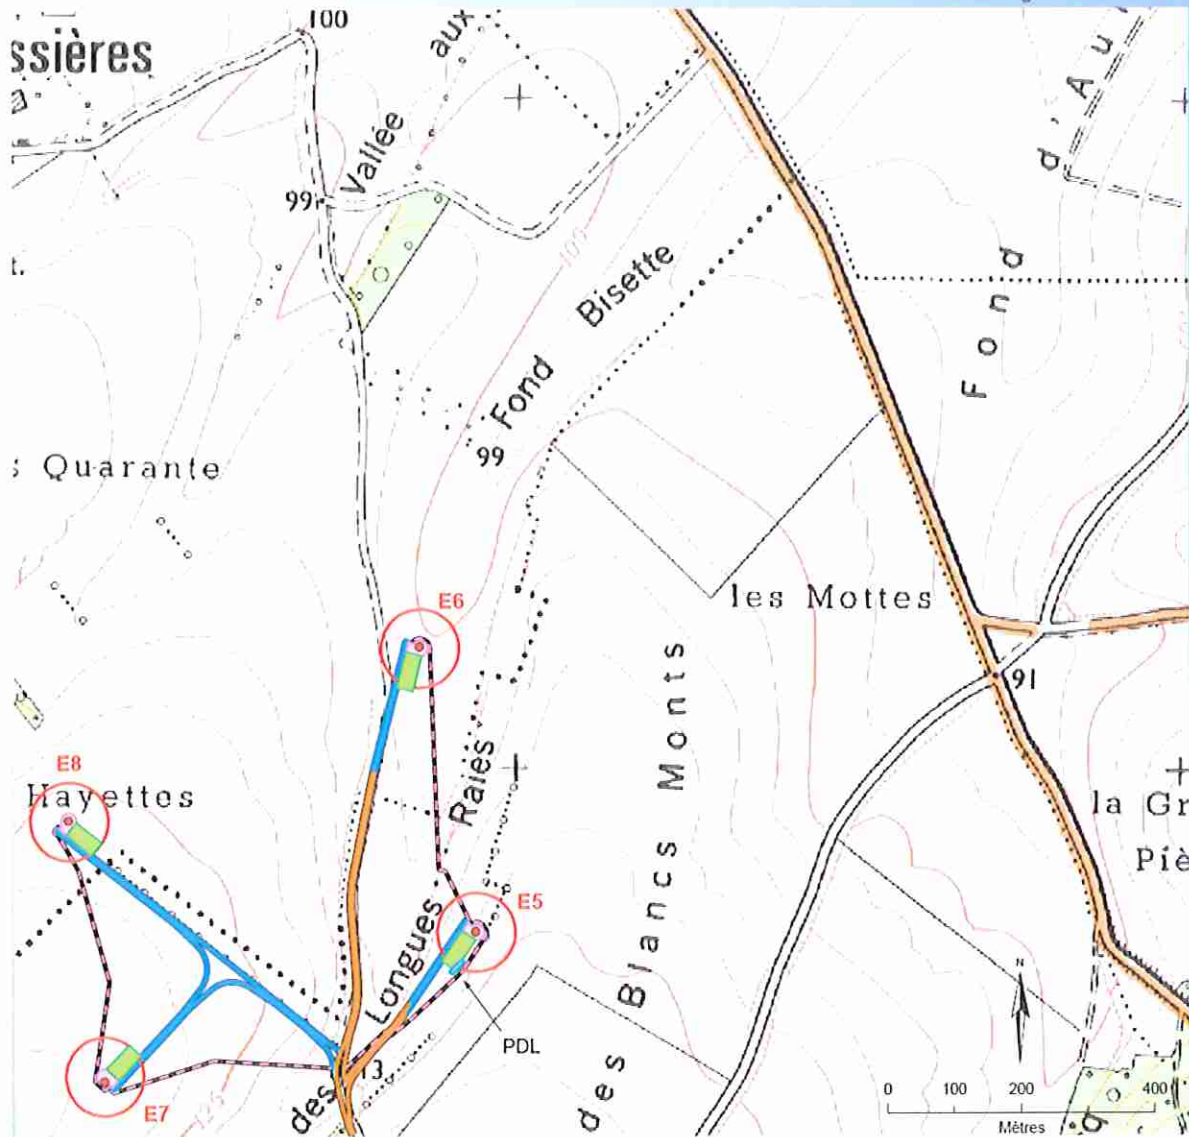 100
ssières
aux
Vallée
d'Au
99
t.
Fond Bisette
Fond
99
s Quarante
E6
les Mottes
91
Raies
E8
Hayettes
la Gr
Piè
E5
Longues
des Blancs Monts
PDL
13
E7
des
125
N
0 100 200 400
Mètres